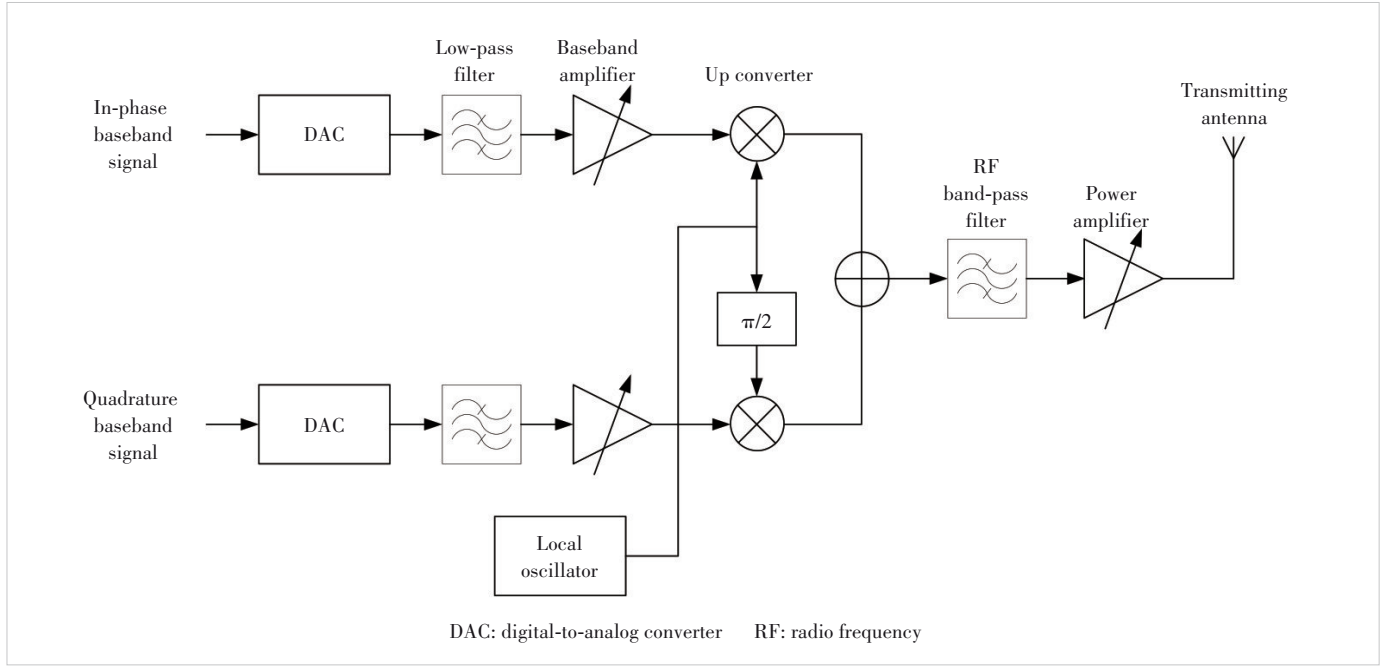 Low-pass
filter
Baseband
amplifier
Up converter
Transmitting
antenna
In-phase
baseband
signal
DAC
RF
band-pass
filter
Power
amplifier
π/2
Quadrature
baseband
signal
DAC
Local
oscillator
DAC: digital-to-analog converter RF: radio frequency